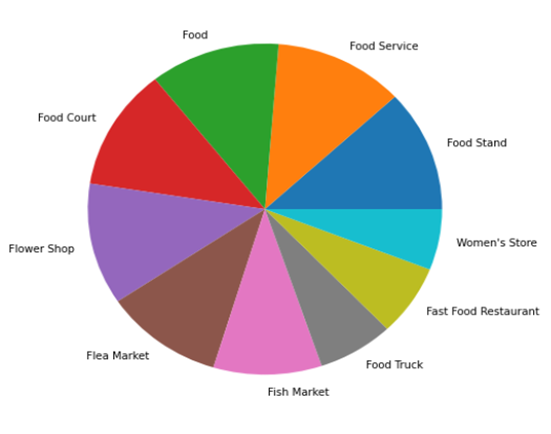 Food
Food Service
Food Court
Food Stand
Flower Shop
Women's Store
Fast Food Restaurant
Flea Market
Food Truck
Fish Market